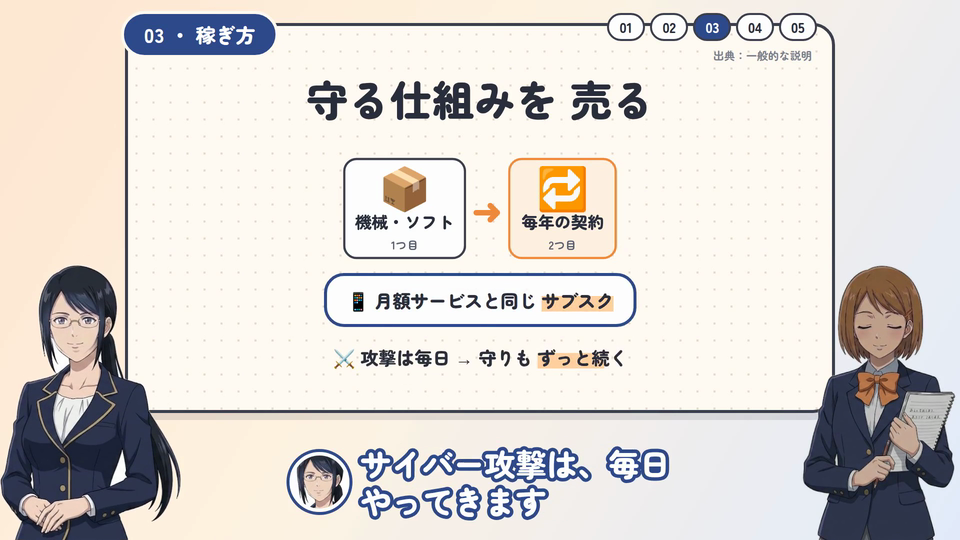 03 ・ 稼ぎ方
01 02 03 04 05
出典：一般的な説明
守る仕組みを 売る
機械・ソフト
1つ目
毎年の契約
2つ目
月額サービスと同じ サブスク
攻撃は毎日 → 守りも ずっと続く
サイバー攻撃は、毎日
やってきます